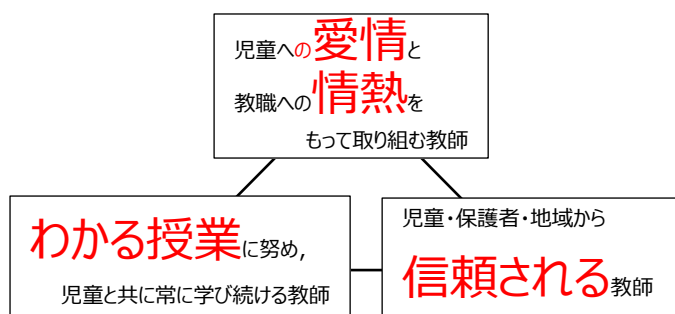 児童への愛情と
教職への情熱を
もって取り組む教師
わかる授業に努め,
児童と共に常に学び続ける教師
児童・保護者・地域から
信頼される教師